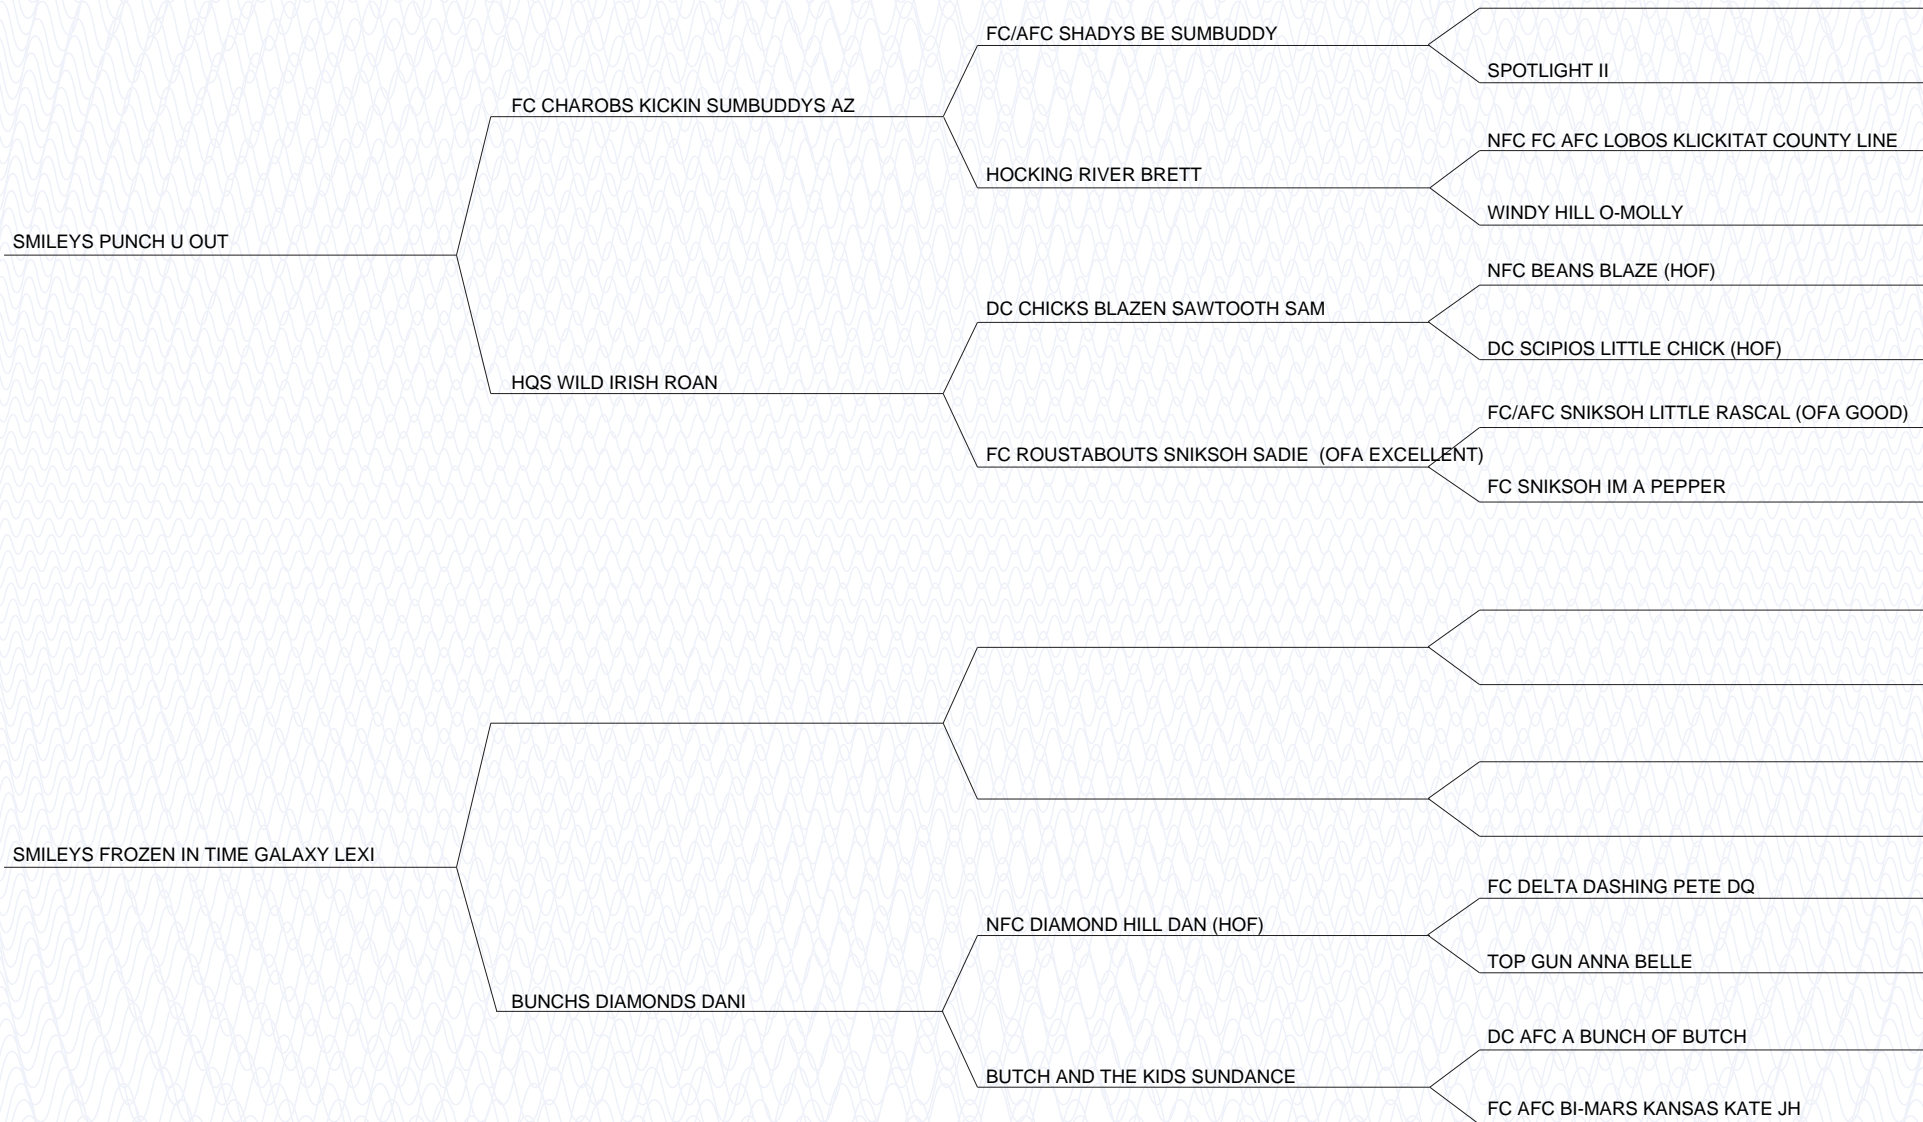 FC/AFC SHADYS BE SUMBUDDY
SPOTLIGHT II
FC CHAROBS KICKIN SUMBUDDYS AZ
NFC FC AFC LOBOS KLICKITAT COUNTY LINE
HOCKING RIVER BRETT
WINDY HILL O-MOLLY
SMILEYS PUNCH U OUT
NFC BEANS BLAZE (HOF)
DC CHICKS BLAZEN SAWTOOTH SAM
DC SCIPIOS LITTLE CHICK (HOF)
HQS WILD IRISH ROAN
FC/AFC SNIKSOH LITTLE RASCAL (OFA GOOD)
FC ROUSTABOUTS SNIKSOH SADIE  (OFA EXCELLENT)
FC SNIKSOH IM A PEPPER
SMILEYS FROZEN IN TIME GALAXY LEXI
FC DELTA DASHING PETE DQ
NFC DIAMOND HILL DAN (HOF)
TOP GUN ANNA BELLE
BUNCHS DIAMONDS DANI
DC AFC A BUNCH OF BUTCH
BUTCH AND THE KIDS SUNDANCE
FC AFC BI-MARS KANSAS KATE JH